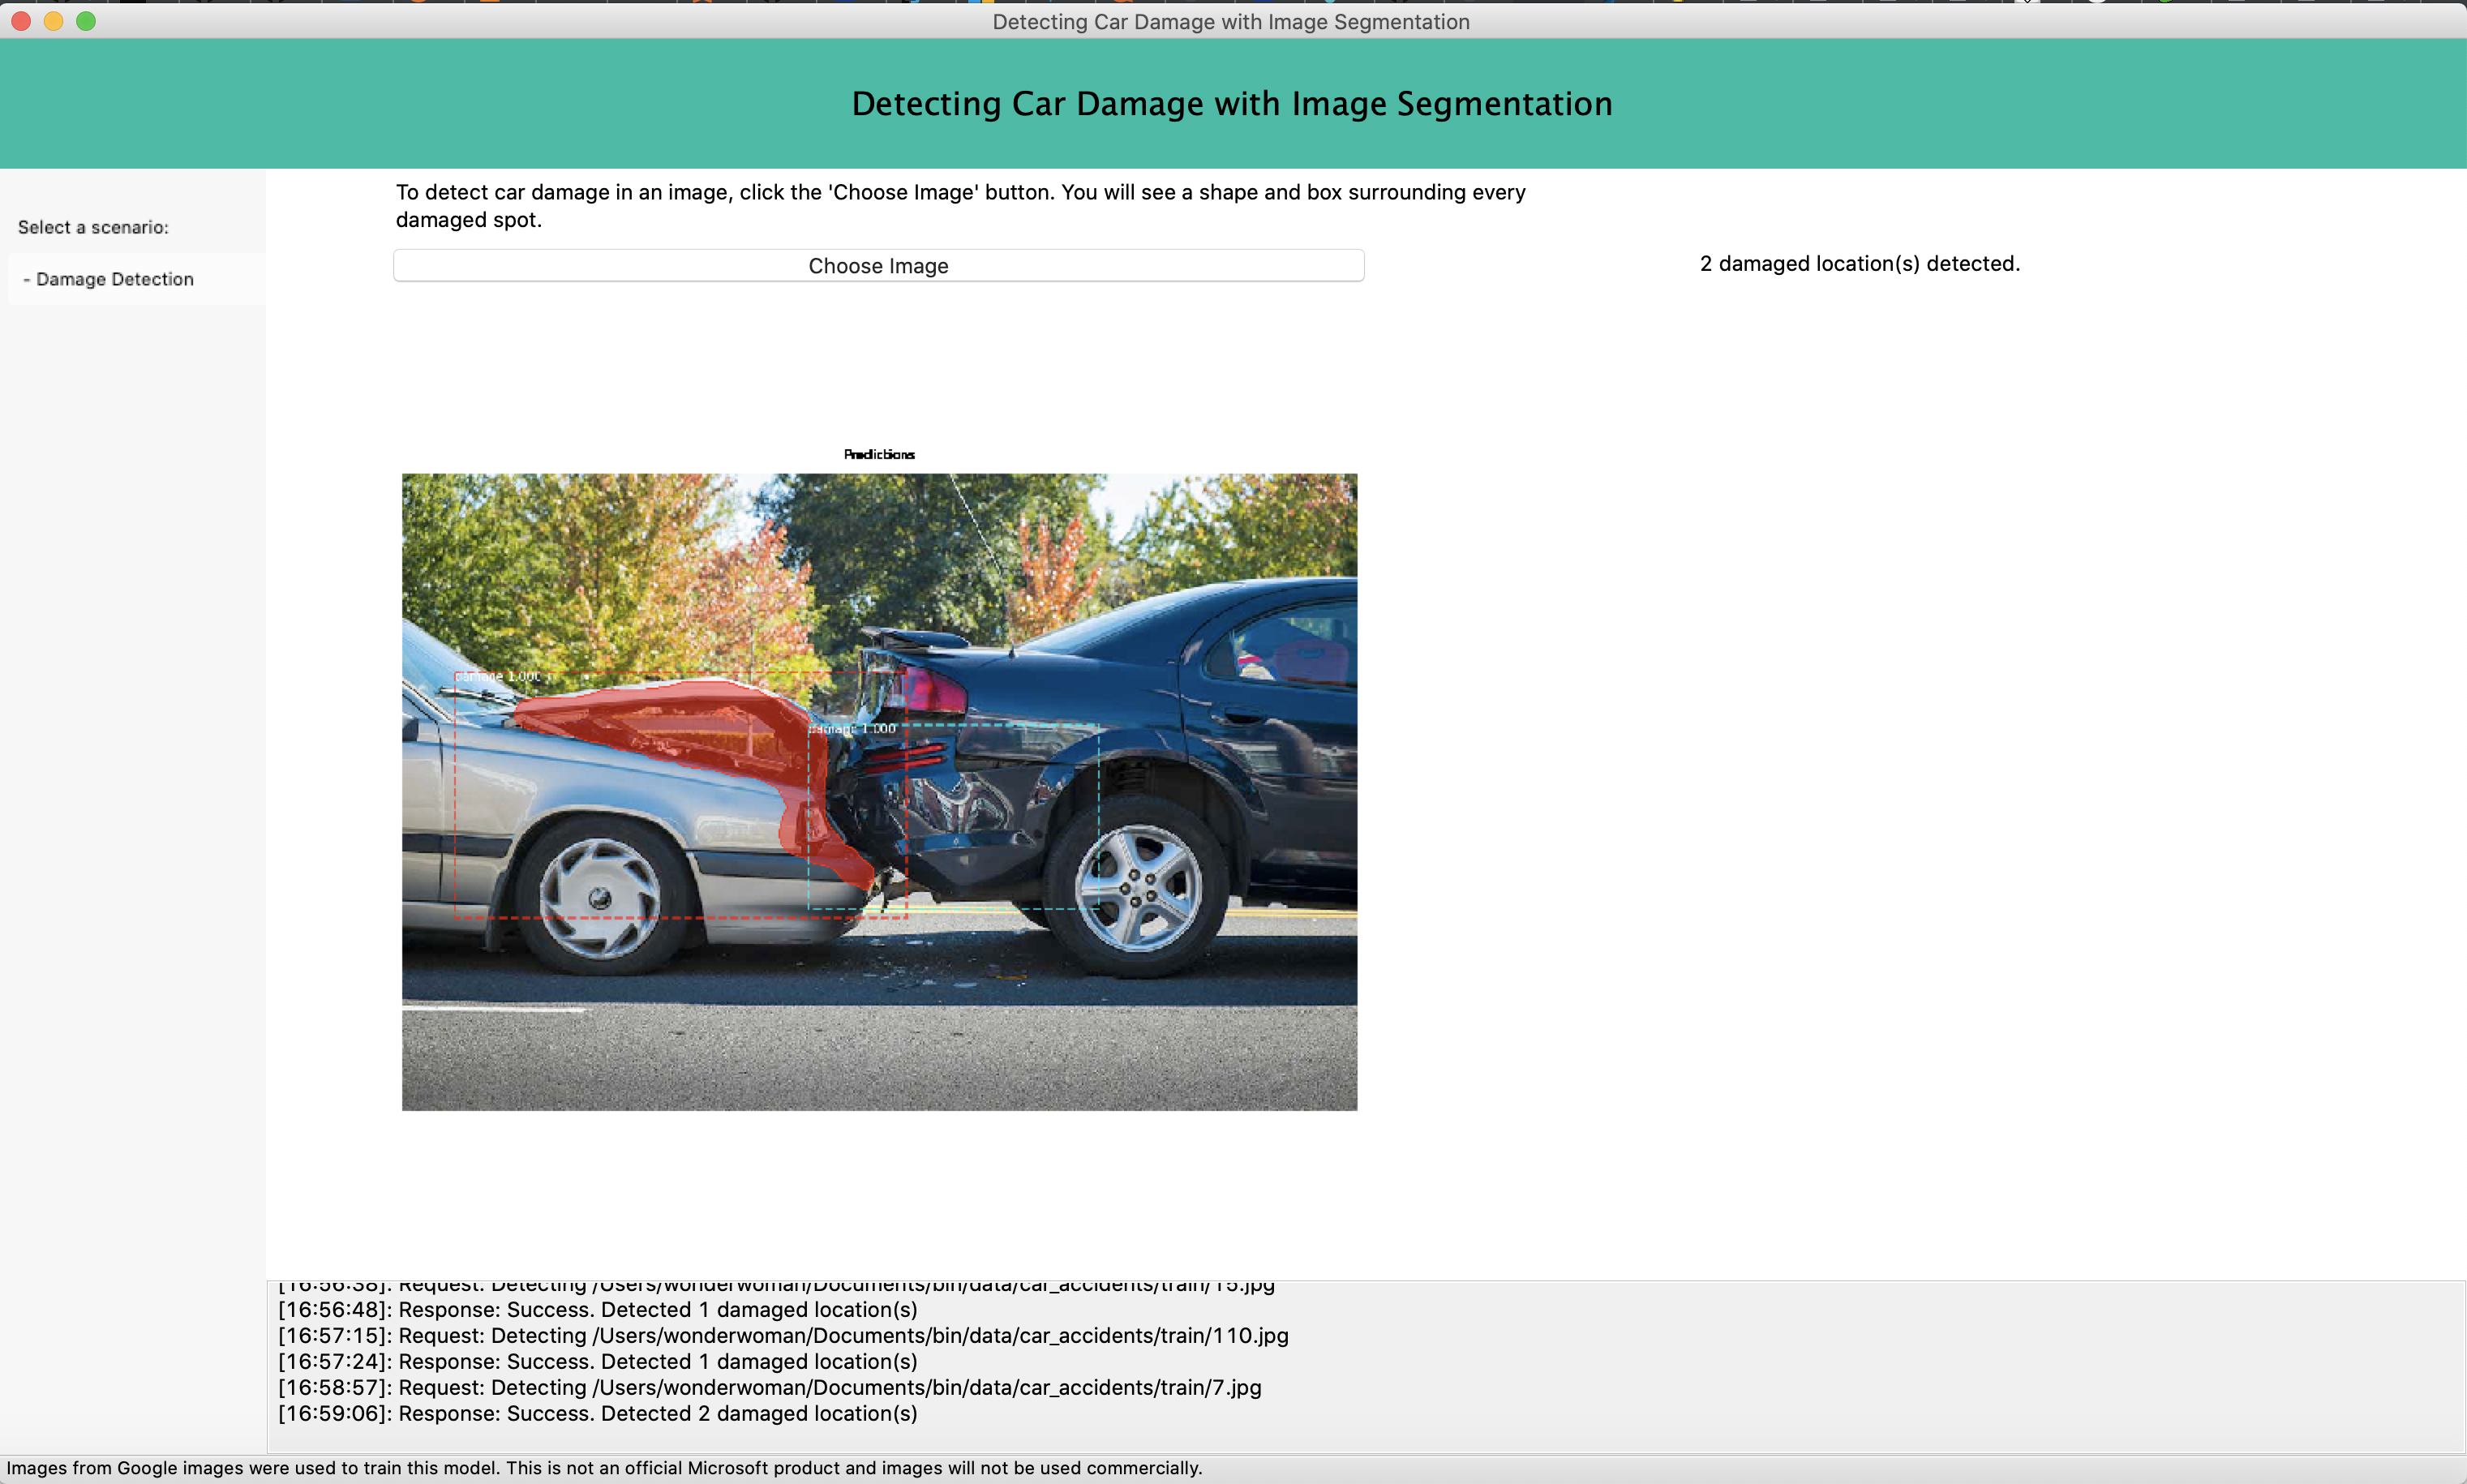 Detecting Car Damage with Image Segmentation
Detecting Car Damage with Image Segmentation
Select a scenario:
- Damage Detection
To detect car damage in an image, click the 'Choose Image' button. You will see a shape and box surrounding every
damaged spot.
Choose Image
2 damaged location(s) detected.
Predictions
damage 1.000
damage 1.000
[16:56:38]: Request: Detecting /Users/wonderwoman/Documents/bin/data/car_accidents/train/15.jpg
[16:56:48]: Response: Success. Detected 1 damaged location(s)
[16:57:15]: Request: Detecting /Users/wonderwoman/Documents/bin/data/car_accidents/train/110.jpg
[16:57:24]: Response: Success. Detected 1 damaged location(s)
[16:58:57]: Request: Detecting /Users/wonderwoman/Documents/bin/data/car_accidents/train/7.jpg
[16:59:06]: Response: Success. Detected 2 damaged location(s)
Images from Google images were used to train this model. This is not an official Microsoft product and images will not be used commercially.